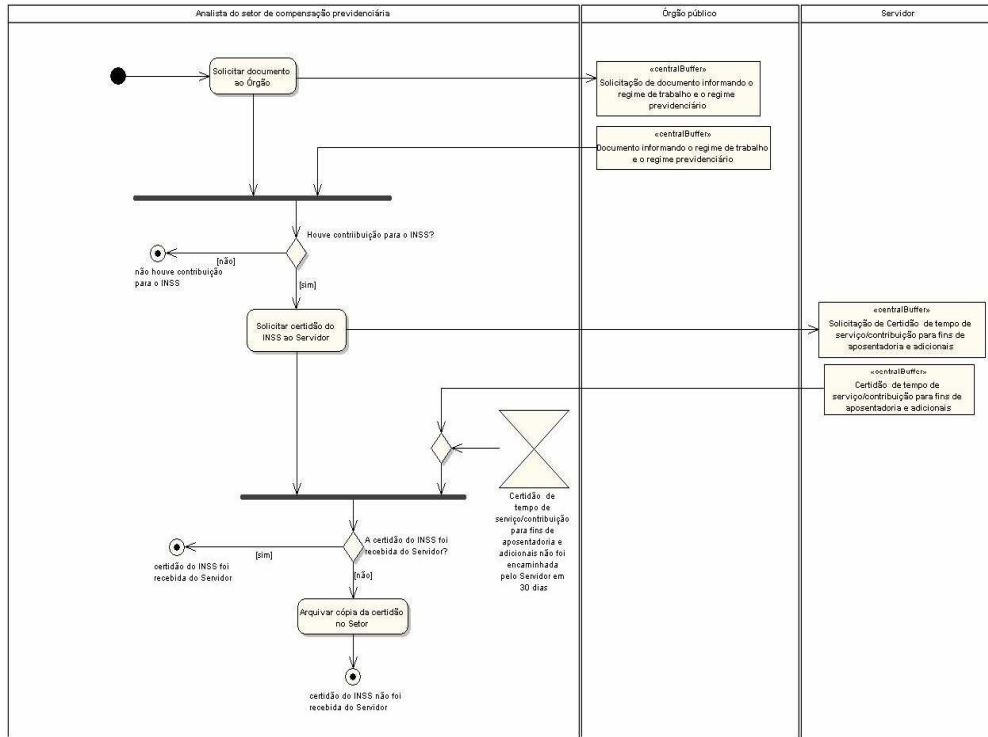 Analista do setor de compensação previdenciária
Órgão público
Servidor
Solicitar documento
ao Órgão
«centralBuffer»
Solicitação de documento informando o
regime de trabalho e o regime
previdenciário
«centralBuffer»
Documento informando o regime de trabalho
e o regime previdenciário
Houve contriibuição para o INSS?
[não]
não houve contribuição
para o INSS
[sim]
Solicitar certidão do
INSS ao Servidor
«centralBuffer»
Solicitação de Certidão de tempo de
serviço/contribuição para fins de
aposentadoria e adicionais
«centralBuffer»
Certidão de tempo de
serviço/contribuição para fins de
aposentadoria e adicionais
Certidão de
tempo de
serviço/contribuição
para fins de
aposentadoria e
adicionais não foi
encaminhada
pelo Servidor em
30 dias
A certidão do INSS foi
recebida do Servidor?
[sim]
certidão do INSS foi
recebida do Servidor
[não]
Arquivar cópia da certidão
no Setor
certidão do INSS não foi
recebida do Servidor